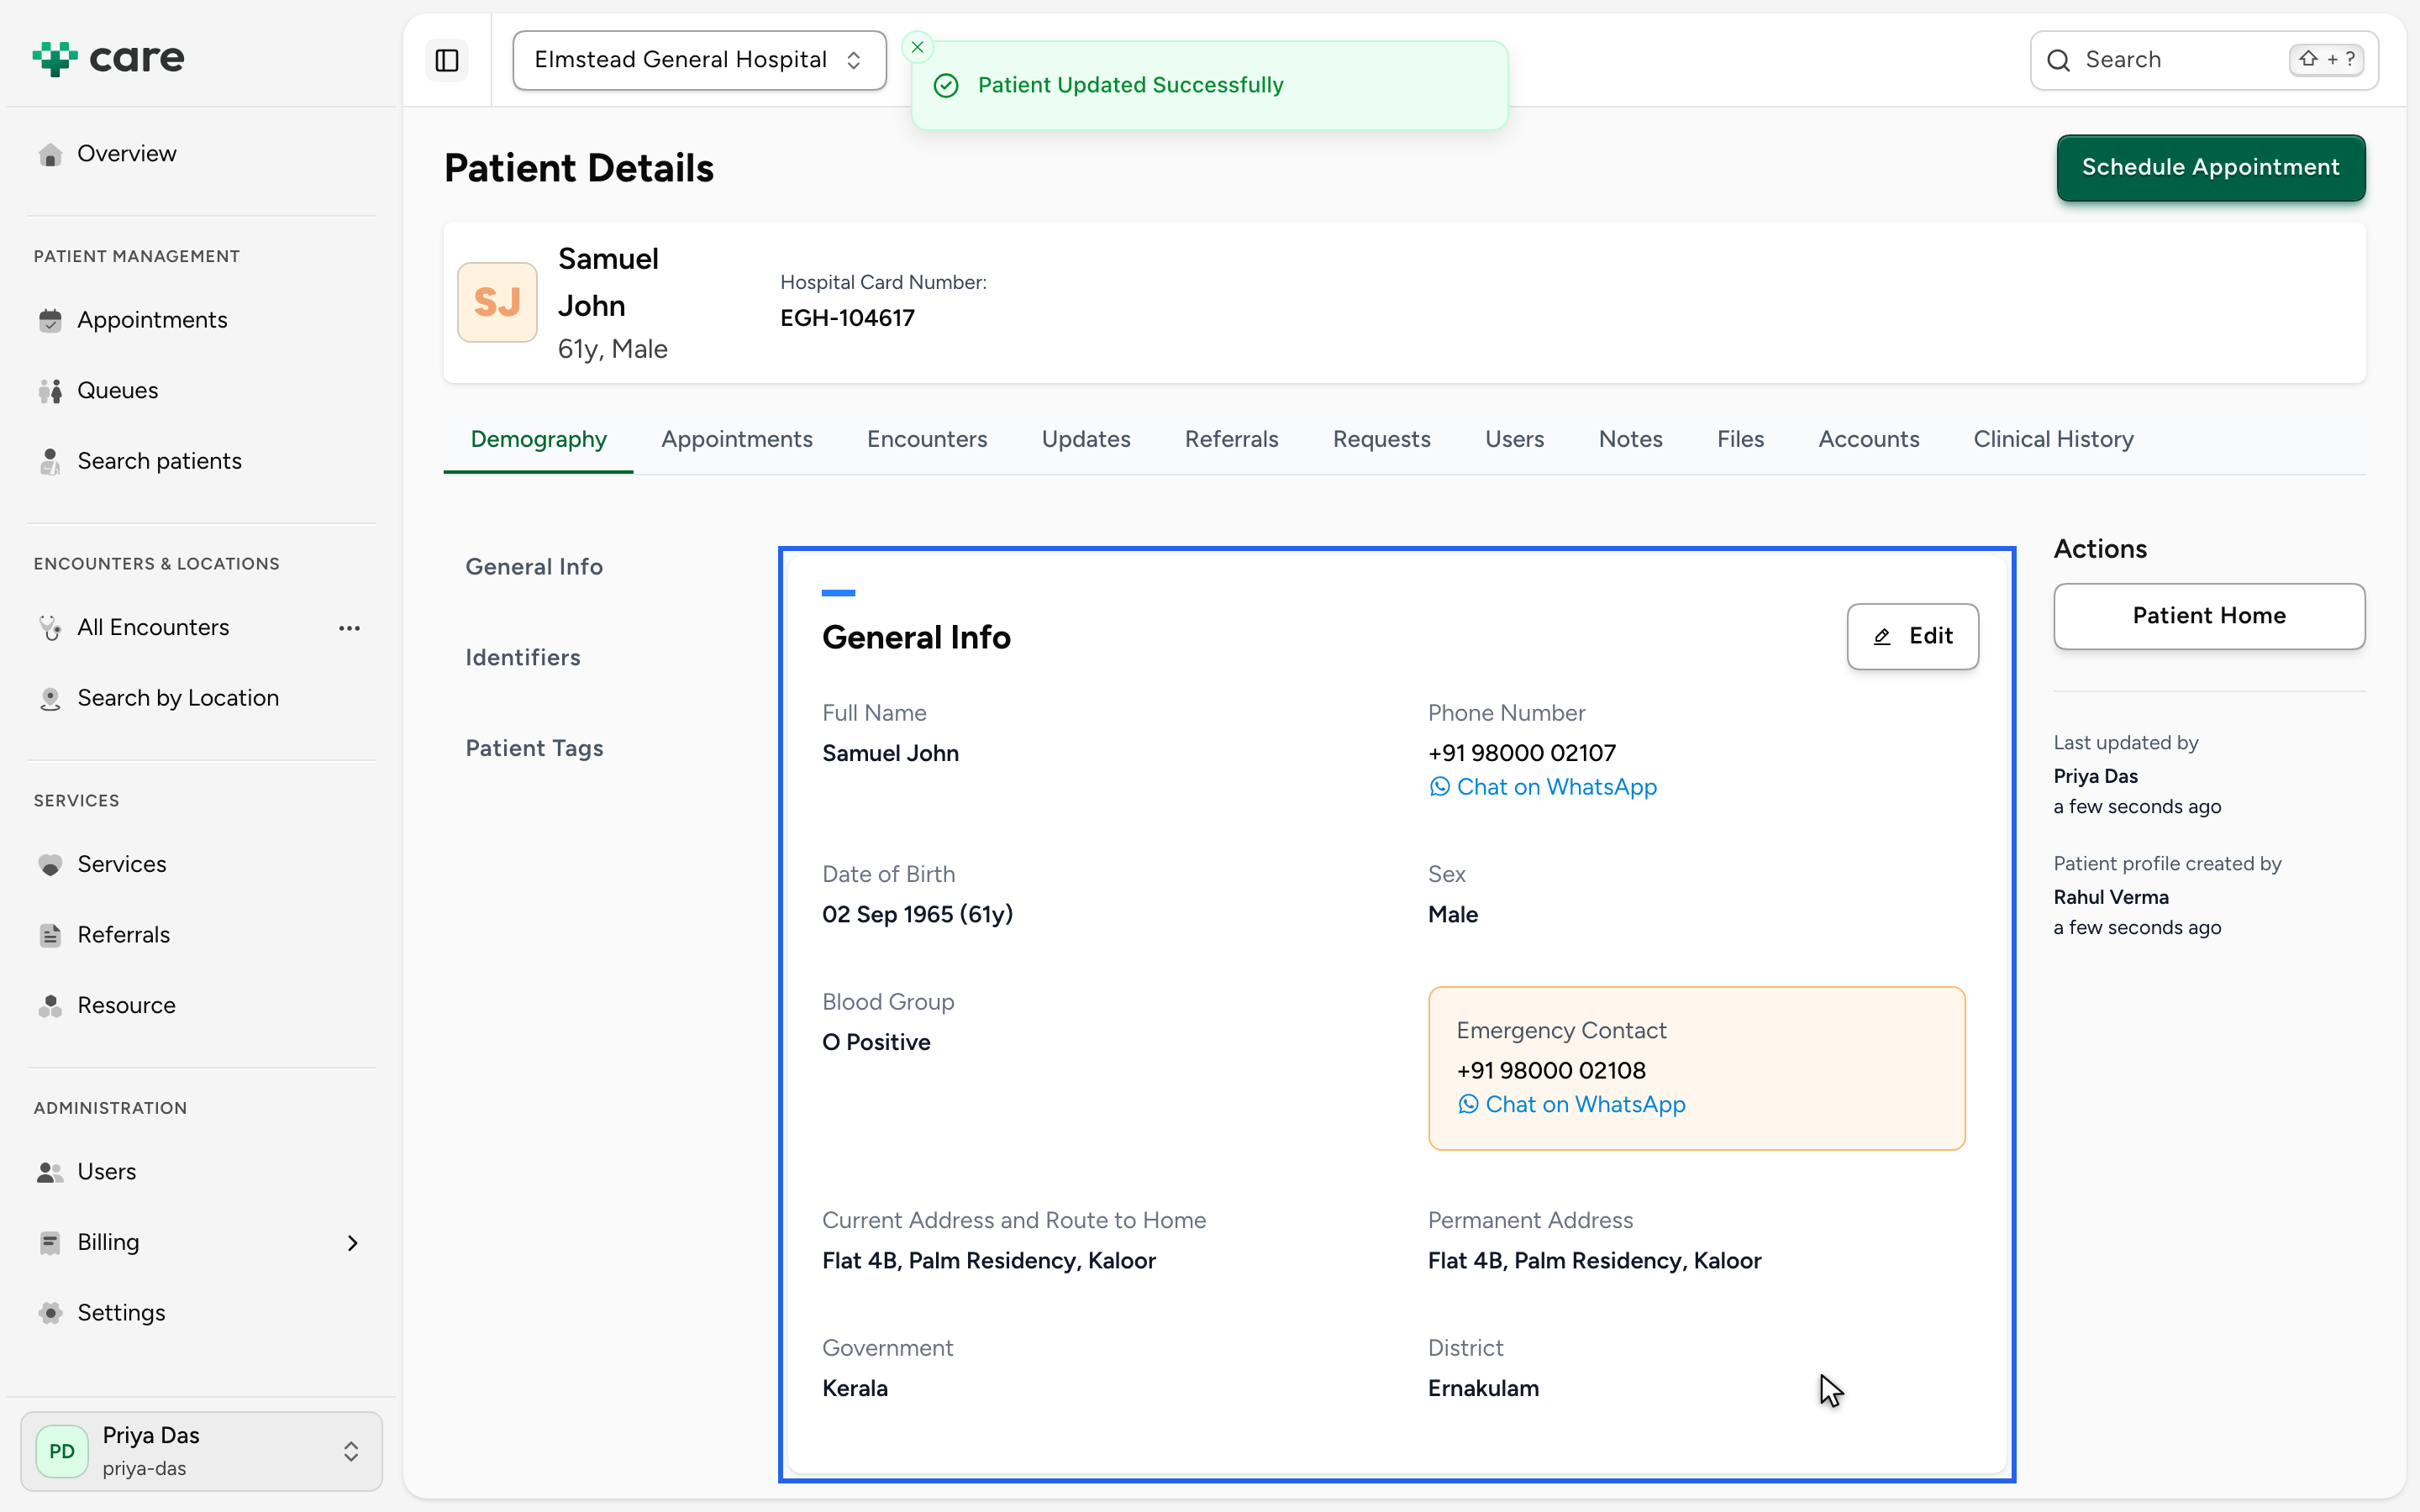 care
Elmstead General Hospital
Patient Updated Successfully
Search
+ ?
Overview
PATIENT MANAGEMENT
Appointments
Queues
Search patients
ENCOUNTERS & LOCATIONS
All Encounters
Search by Location
SERVICES
Services
Referrals
Resource
ADMINISTRATION
Users
Billing
Settings
PD
Priya Das
priya-das
Patient Details
Schedule Appointment
SJ
Samuel
John
61y, Male
Hospital Card Number:
EGH-104617
Demography
Appointments
Encounters
Updates
Referrals
Requests
Users
Notes
Files
Accounts
Clinical History
General Info
Identifiers
Patient Tags
General Info
Edit
Full Name
Samuel John
Phone Number
+91 98000 02107
Chat on WhatsApp
Date of Birth
02 Sep 1965 (61y)
Sex
Male
Blood Group
O Positive
Emergency Contact
+91 98000 02108
Chat on WhatsApp
Current Address and Route to Home
Flat 4B, Palm Residency, Kaloor
Permanent Address
Flat 4B, Palm Residency, Kaloor
Government
Kerala
District
Ernakulam
Actions
Patient Home
Last updated by
Priya Das
a few seconds ago
Patient profile created by
Rahul Verma
a few seconds ago